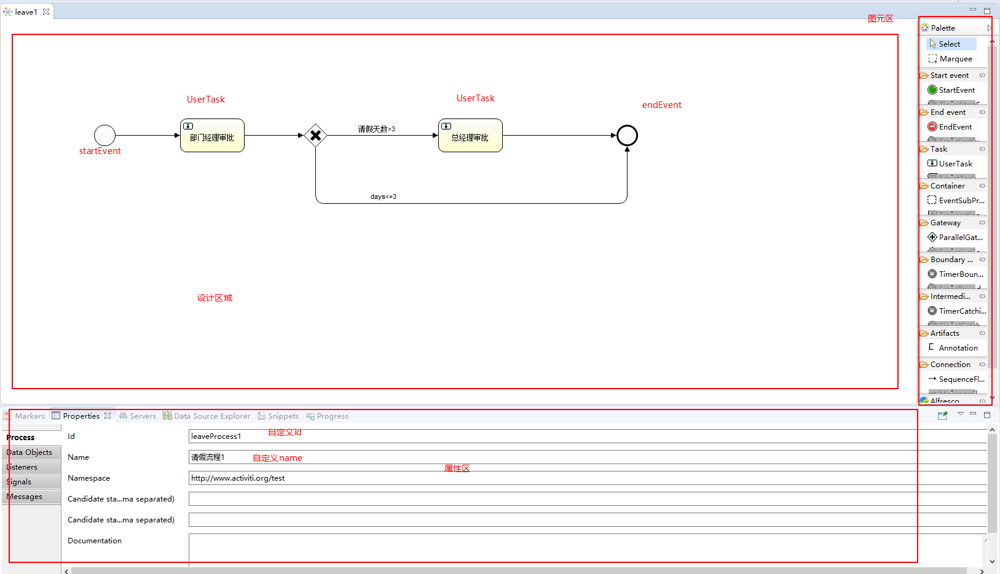 leave1
图元区
Palette
Select
Marquee
Start event
StartEvent
End event
EndEvent
Task
UserTask
Container
EventSubPr...
Gateway
ParallelGat...
Boundary ...
TimerBoun...
Intermedi...
TimerCatchi...
Artifacts
Annotation
Connection
SequenceFl...
Alfresco
UserTask
UserTask
endEvent
部门经理审批
请假天数>3
总经理审批
startEvent
days<=3
设计区域
Markers
Properties
Servers
Data Source Explorer
Snippets
Progress
Process
Data Objects
Listeners
Signals
Messages
Id
leaveProcess1
自定义id
Name
请假流程1
自定义name
属性区
Namespace
http://www.activiti.org/test
Candidate sta...ma separated)
Candidate sta...ma separated)
Documentation